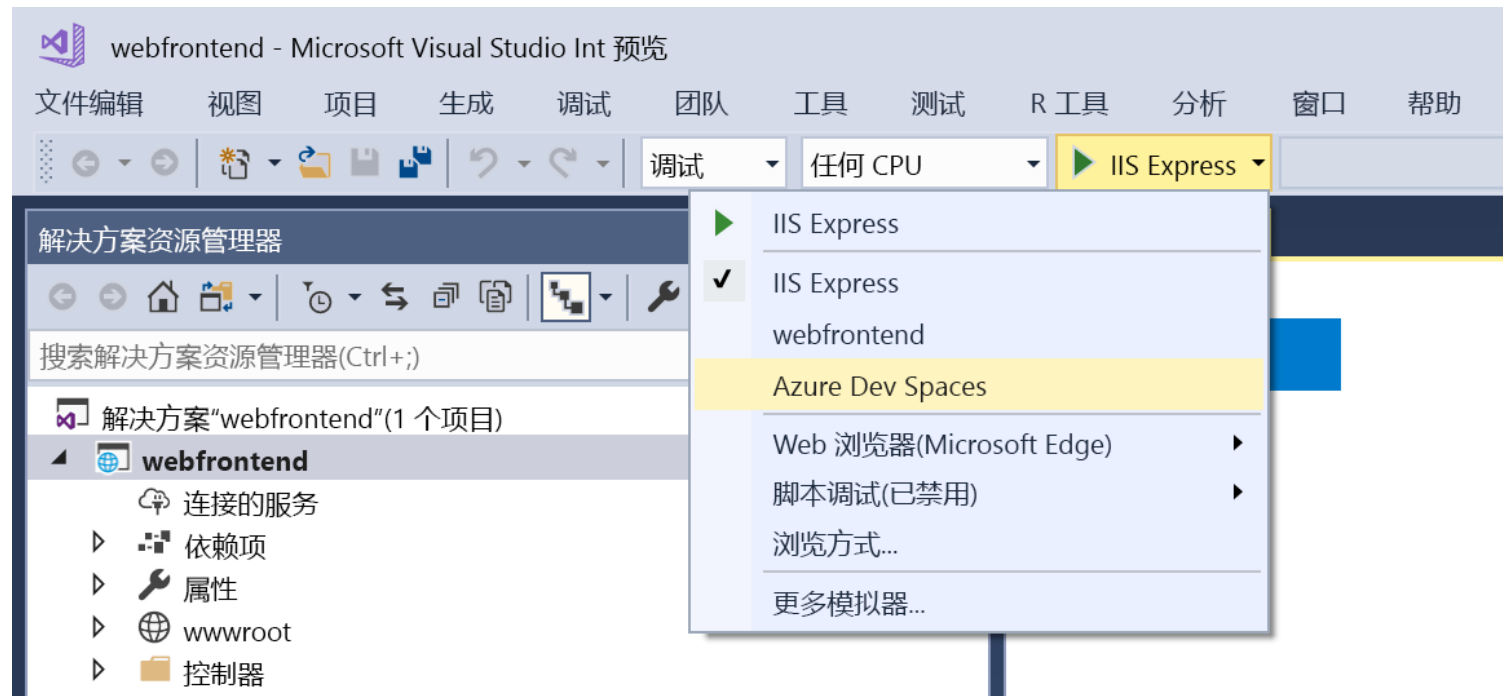 webfrontend - Microsoft Visual Studio Int 预览
文件编辑 视图 项目 生成 调试 团队 工具 测试 R 工具 分析 窗口 帮助
调试 任何 CPU IIS Express
解决方案资源管理器
搜索解决方案资源管理器(Ctrl+;)
解决方案“webfrontend”(1 个项目)
webfrontend
连接的服务
依赖项
属性
wwwroot
控制器
IIS Express
IIS Express
webfrontend
Azure Dev Spaces
Web 浏览器(Microsoft Edge)
脚本调试(已禁用)
浏览方式...
更多模拟器...